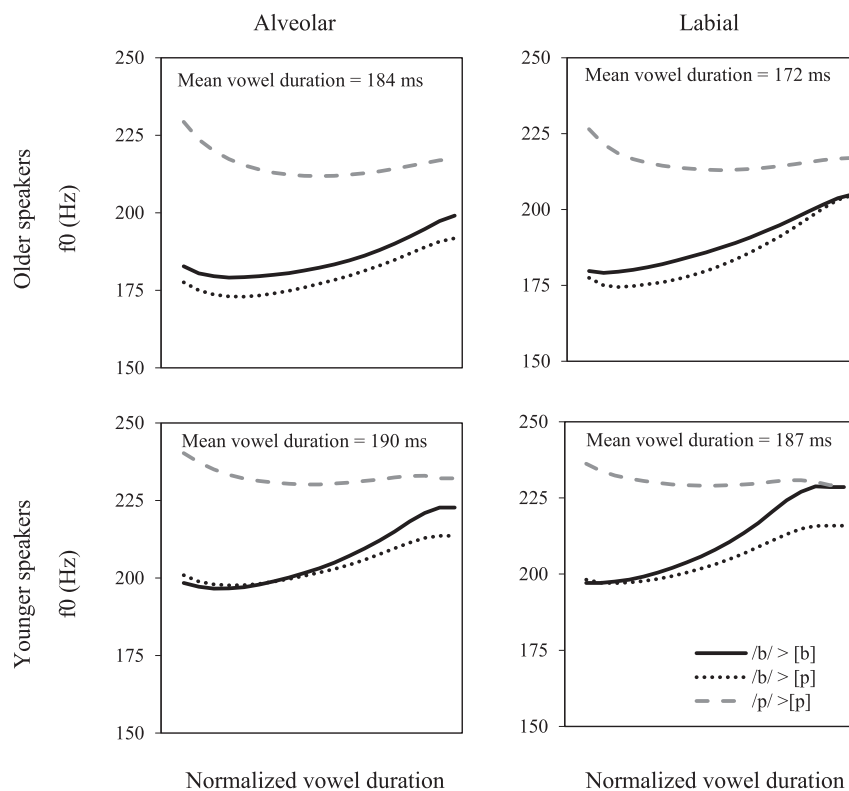 Alveolar
Labial
Older speakers
f0 (Hz)
250
225
200
175
150
Mean vowel duration = 184 ms
250
225
200
175
150
Mean vowel duration = 172 ms
Younger speakers
f0 (Hz)
250
225
200
175
150
Mean vowel duration = 190 ms
250
225
200
175
150
Mean vowel duration = 187 ms
/b/ > [b]
/b/ > [p]
/p/ >[p]
Normalized vowel duration
Normalized vowel duration